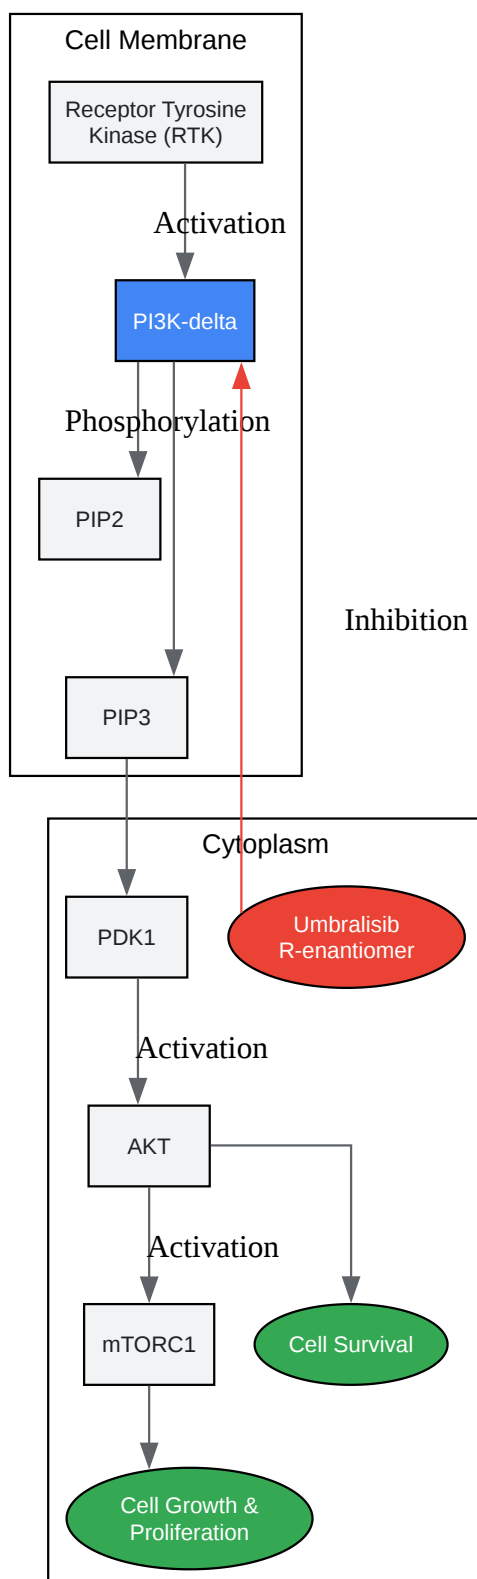 Cell Membrane
Receptor Tyrosine
Kinase (RTK)
Activation
PI3K-delta
Phosphorylation
PIP2
Inhibition
PIP3
Cytoplasm
PDK1
Umbralisib
R-enantiomer
Activation
AKT
Activation
mTORC1
Cell Survival
Cell Growth &
Proliferation